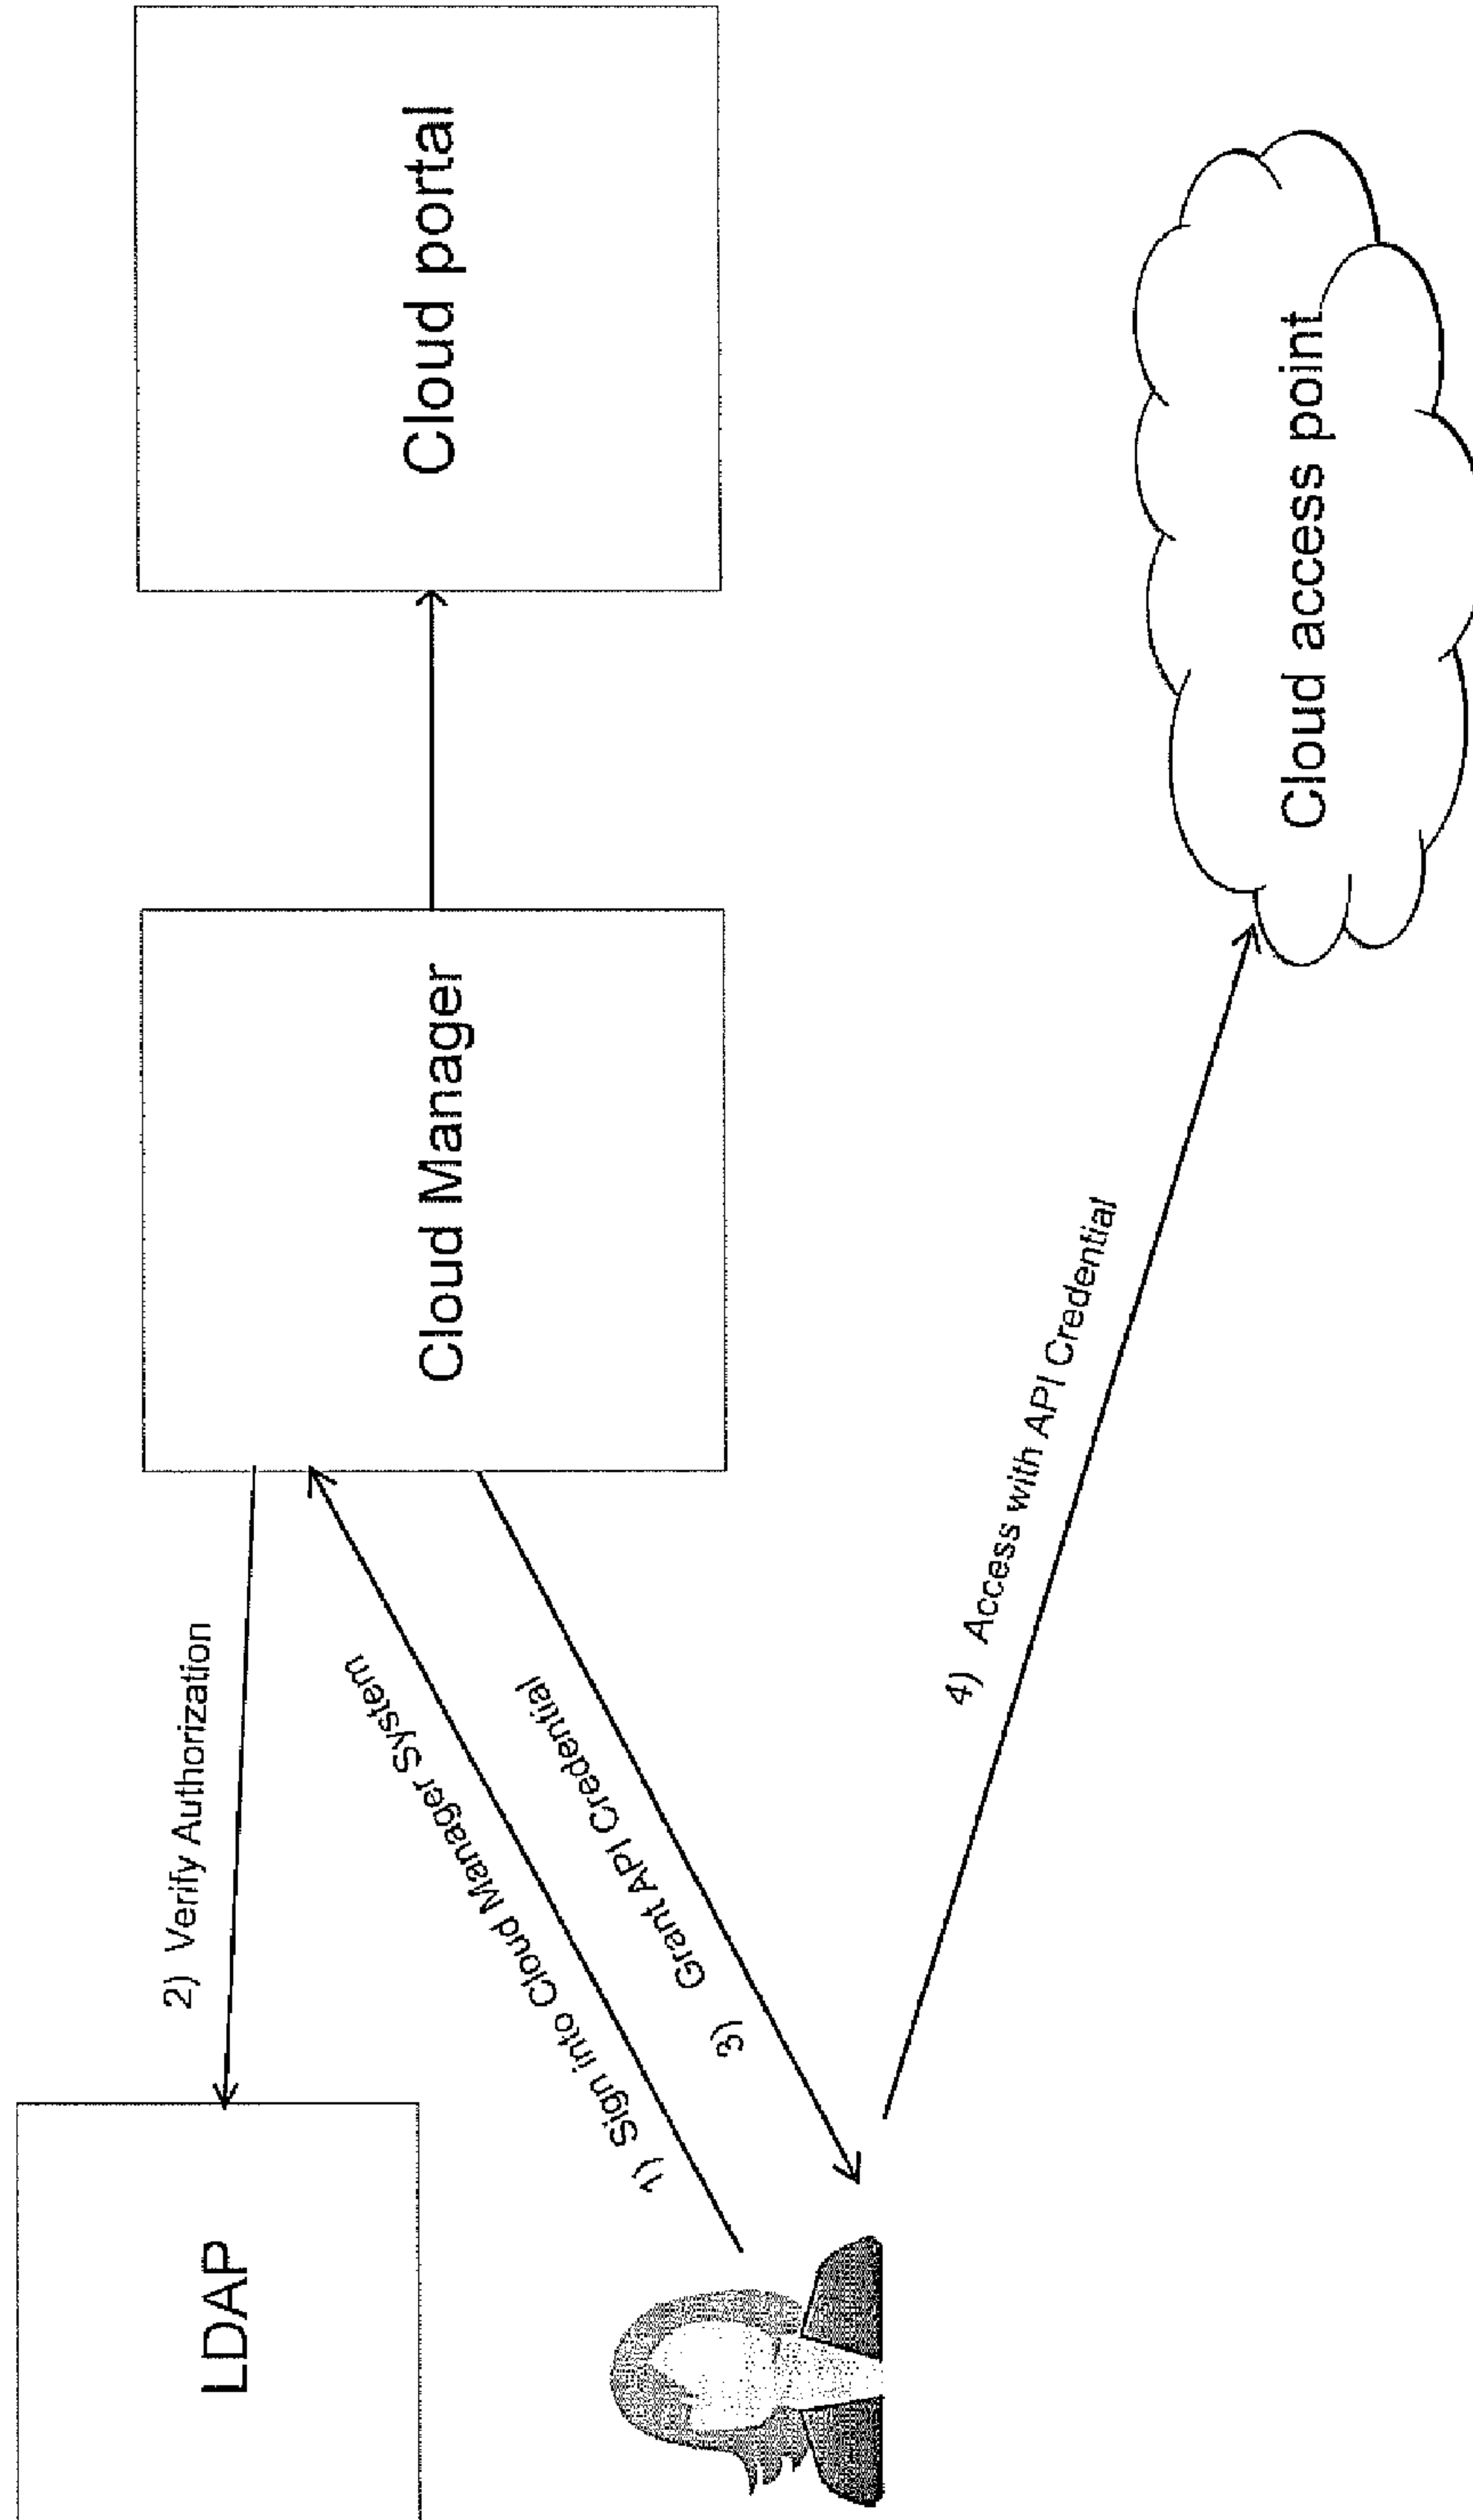 LDAP
2) Verify Authorization
Cloud Manager
Cloud portal
1) Sign into Cloud Manager System
3) Grant API Credential
4) Access with API Credential
Cloud access point